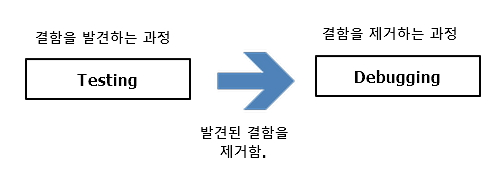 결함을 발견하는 과정
Testing
결함을 제거하는 과정
Debugging
발견된 결함을
제거함.